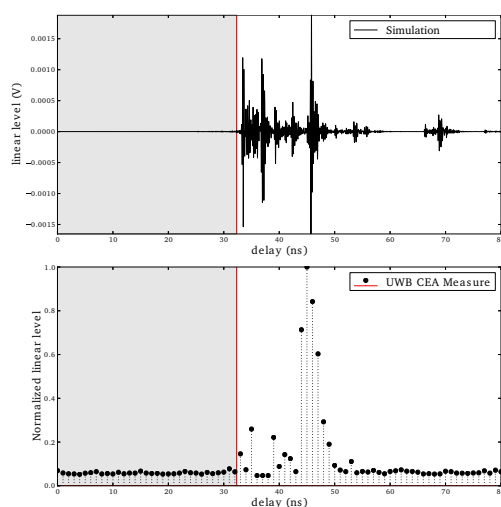 Simulation
0.0015
0.0010
0.0005
0.0000
−0.0005
−0.0010
−0.0015
linear level (V)
0 10 20 30 40 50 60 70 80
delay (ns)
UWB CEA Measure
1.0
0.8
0.6
0.4
0.2
0.0
Normalized linear level
0 10 20 30 40 50 60 70 80
delay (ns)